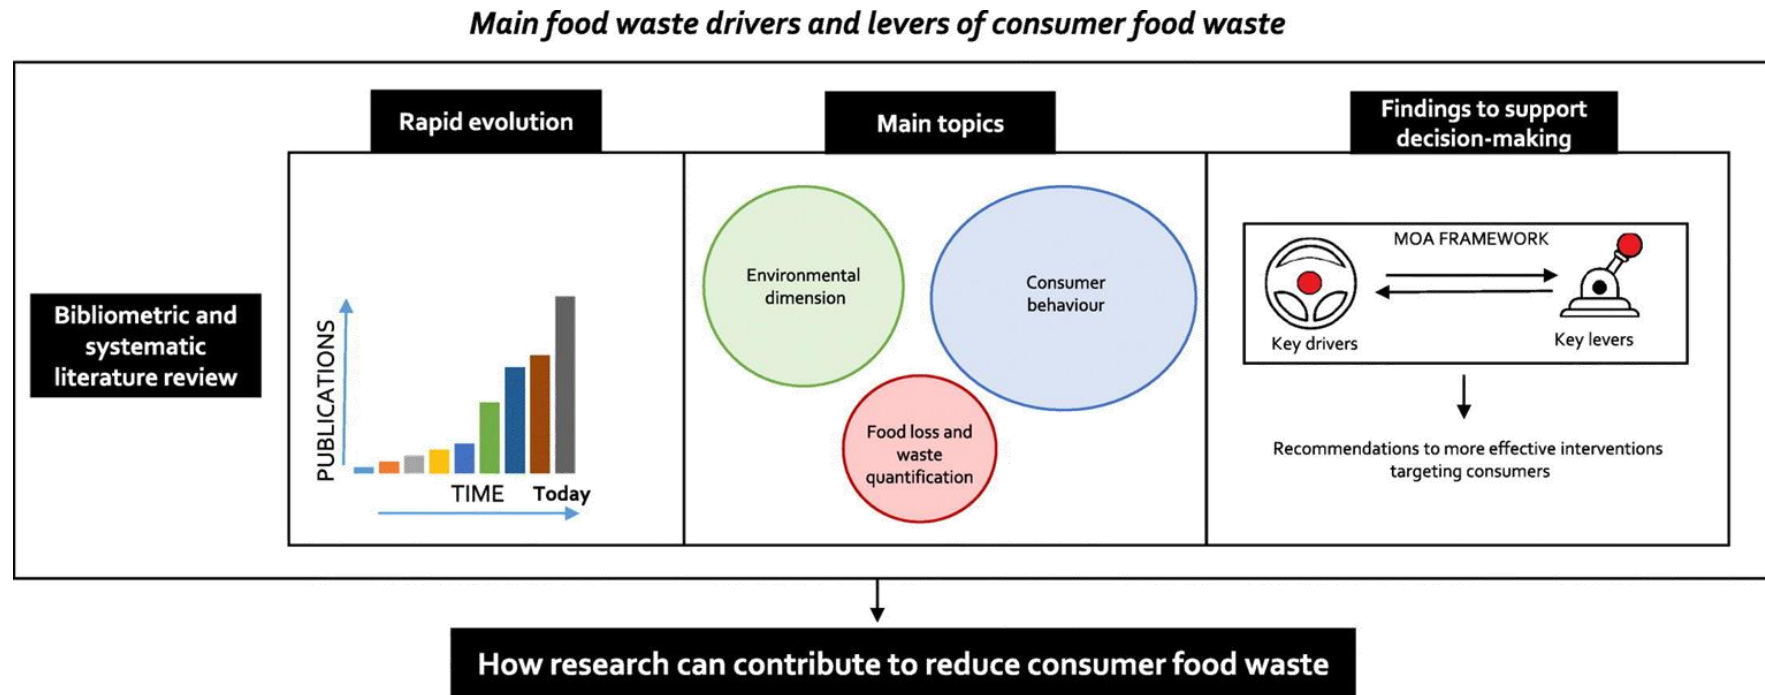 Main food waste drivers and levers of consumer food waste
Bibliometric and
systematic
literature review
Rapid evolution
PUBLICATIONS
TIME
Today
Main topics
Environmental
dimension
Consumer
behaviour
Food loss and
waste
quantification
Findings to support
decision-making
MOA FRAMEWORK
Key drivers
Key levers
Recommendations to more effective interventions
targeting consumers
How research can contribute to reduce consumer food waste